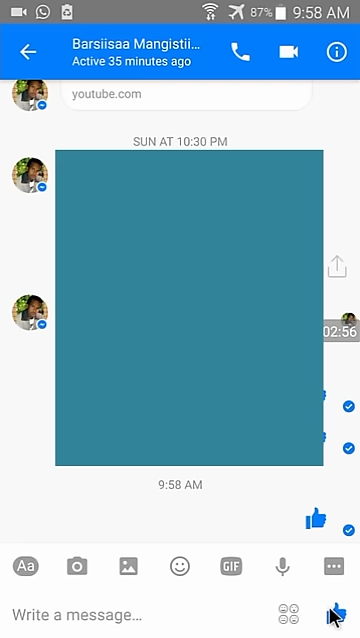 87% 9:58 AM
Barsiisaa Mangistii...
Active 35 minutes ago
youtube.com
SUN AT 10:30 PM
02:56
9:58 AM
Aa
GIF
Write a message...